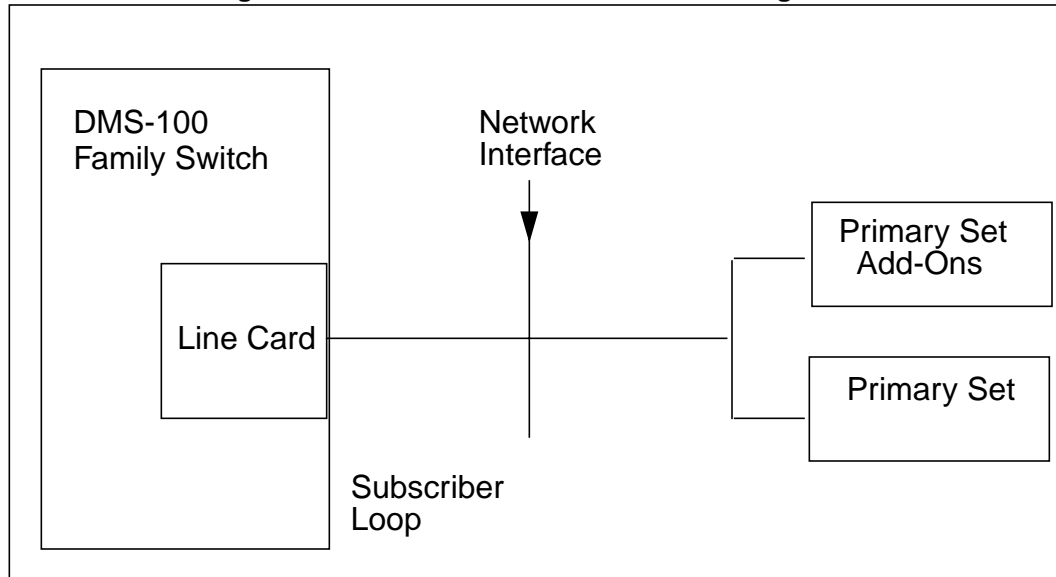 DMS-100
Family Switch
Network
Interface
Primary Set
Add-Ons
Line Card
Primary Set
Subscriber
Loop